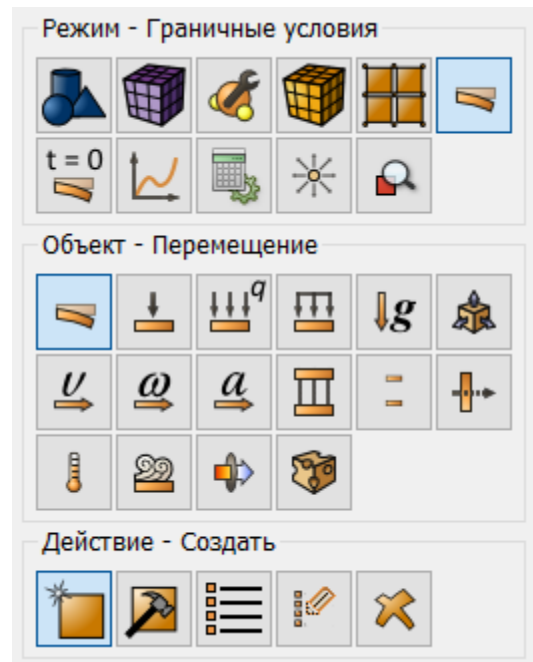 Режим - Граничные условия
t = 0
Объект - Перемещение
q
g
υ
ω
a
Действие - Создать